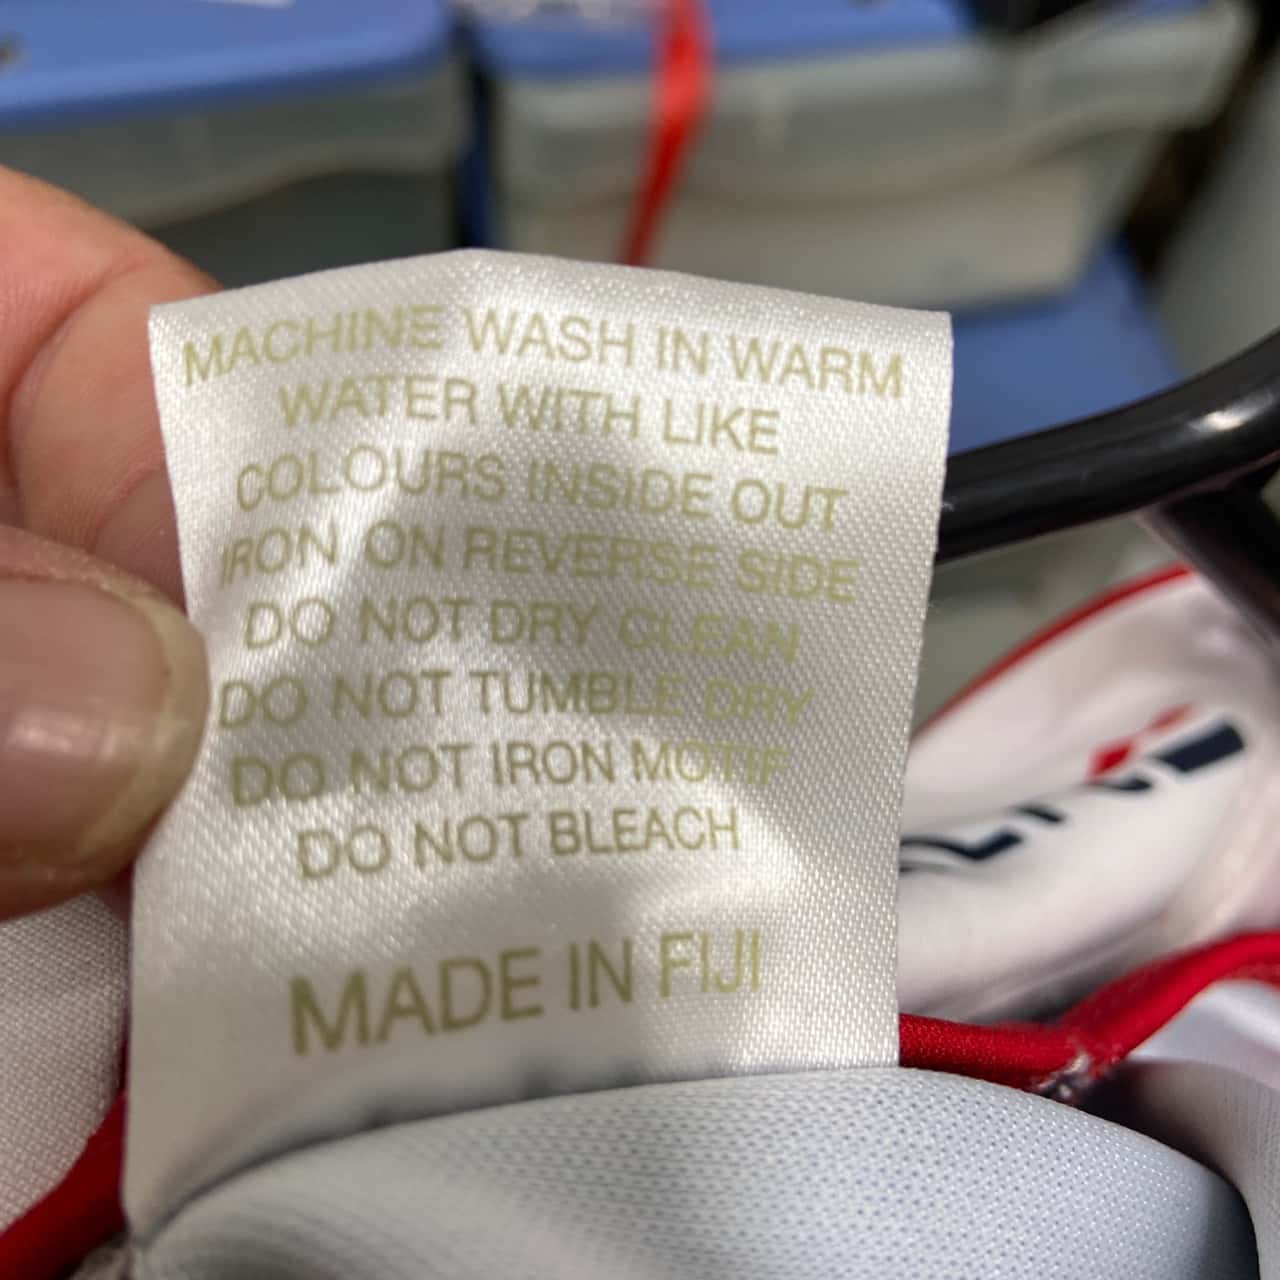 MACHINE WASH IN WARM
WATER WITH LIKE
COLOURS INSIDE OUT
IRON ON REVERSE SIDE
DO NOT DRY CLEAN
DO NOT TUMBLE DRY
DO NOT IRON MOTIF
DO NOT BLEACH
MADE IN FIJI